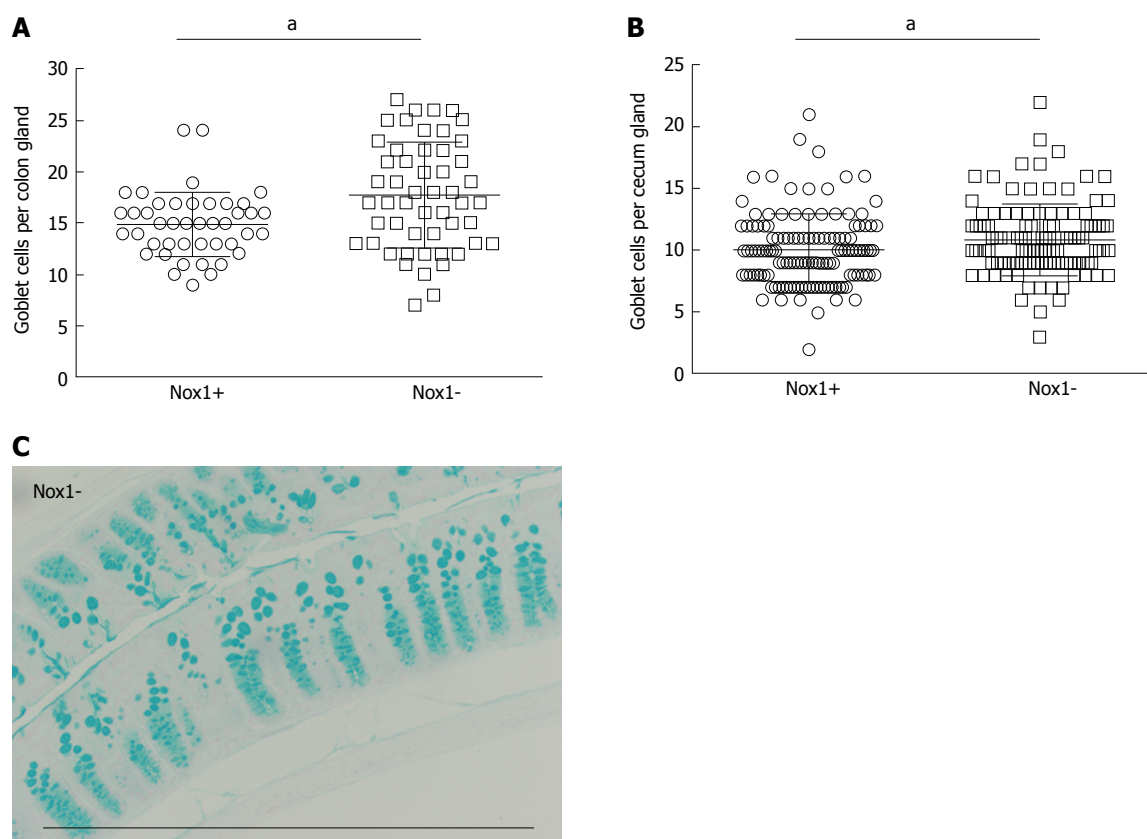 A
a
Goblet cells per colon gland
30
25
20
15
10
5
0
Nox1+
Nox1-
B
a
Goblet cells per cecum gland
25
20
15
10
5
0
Nox1+
Nox1-
C
Nox1-